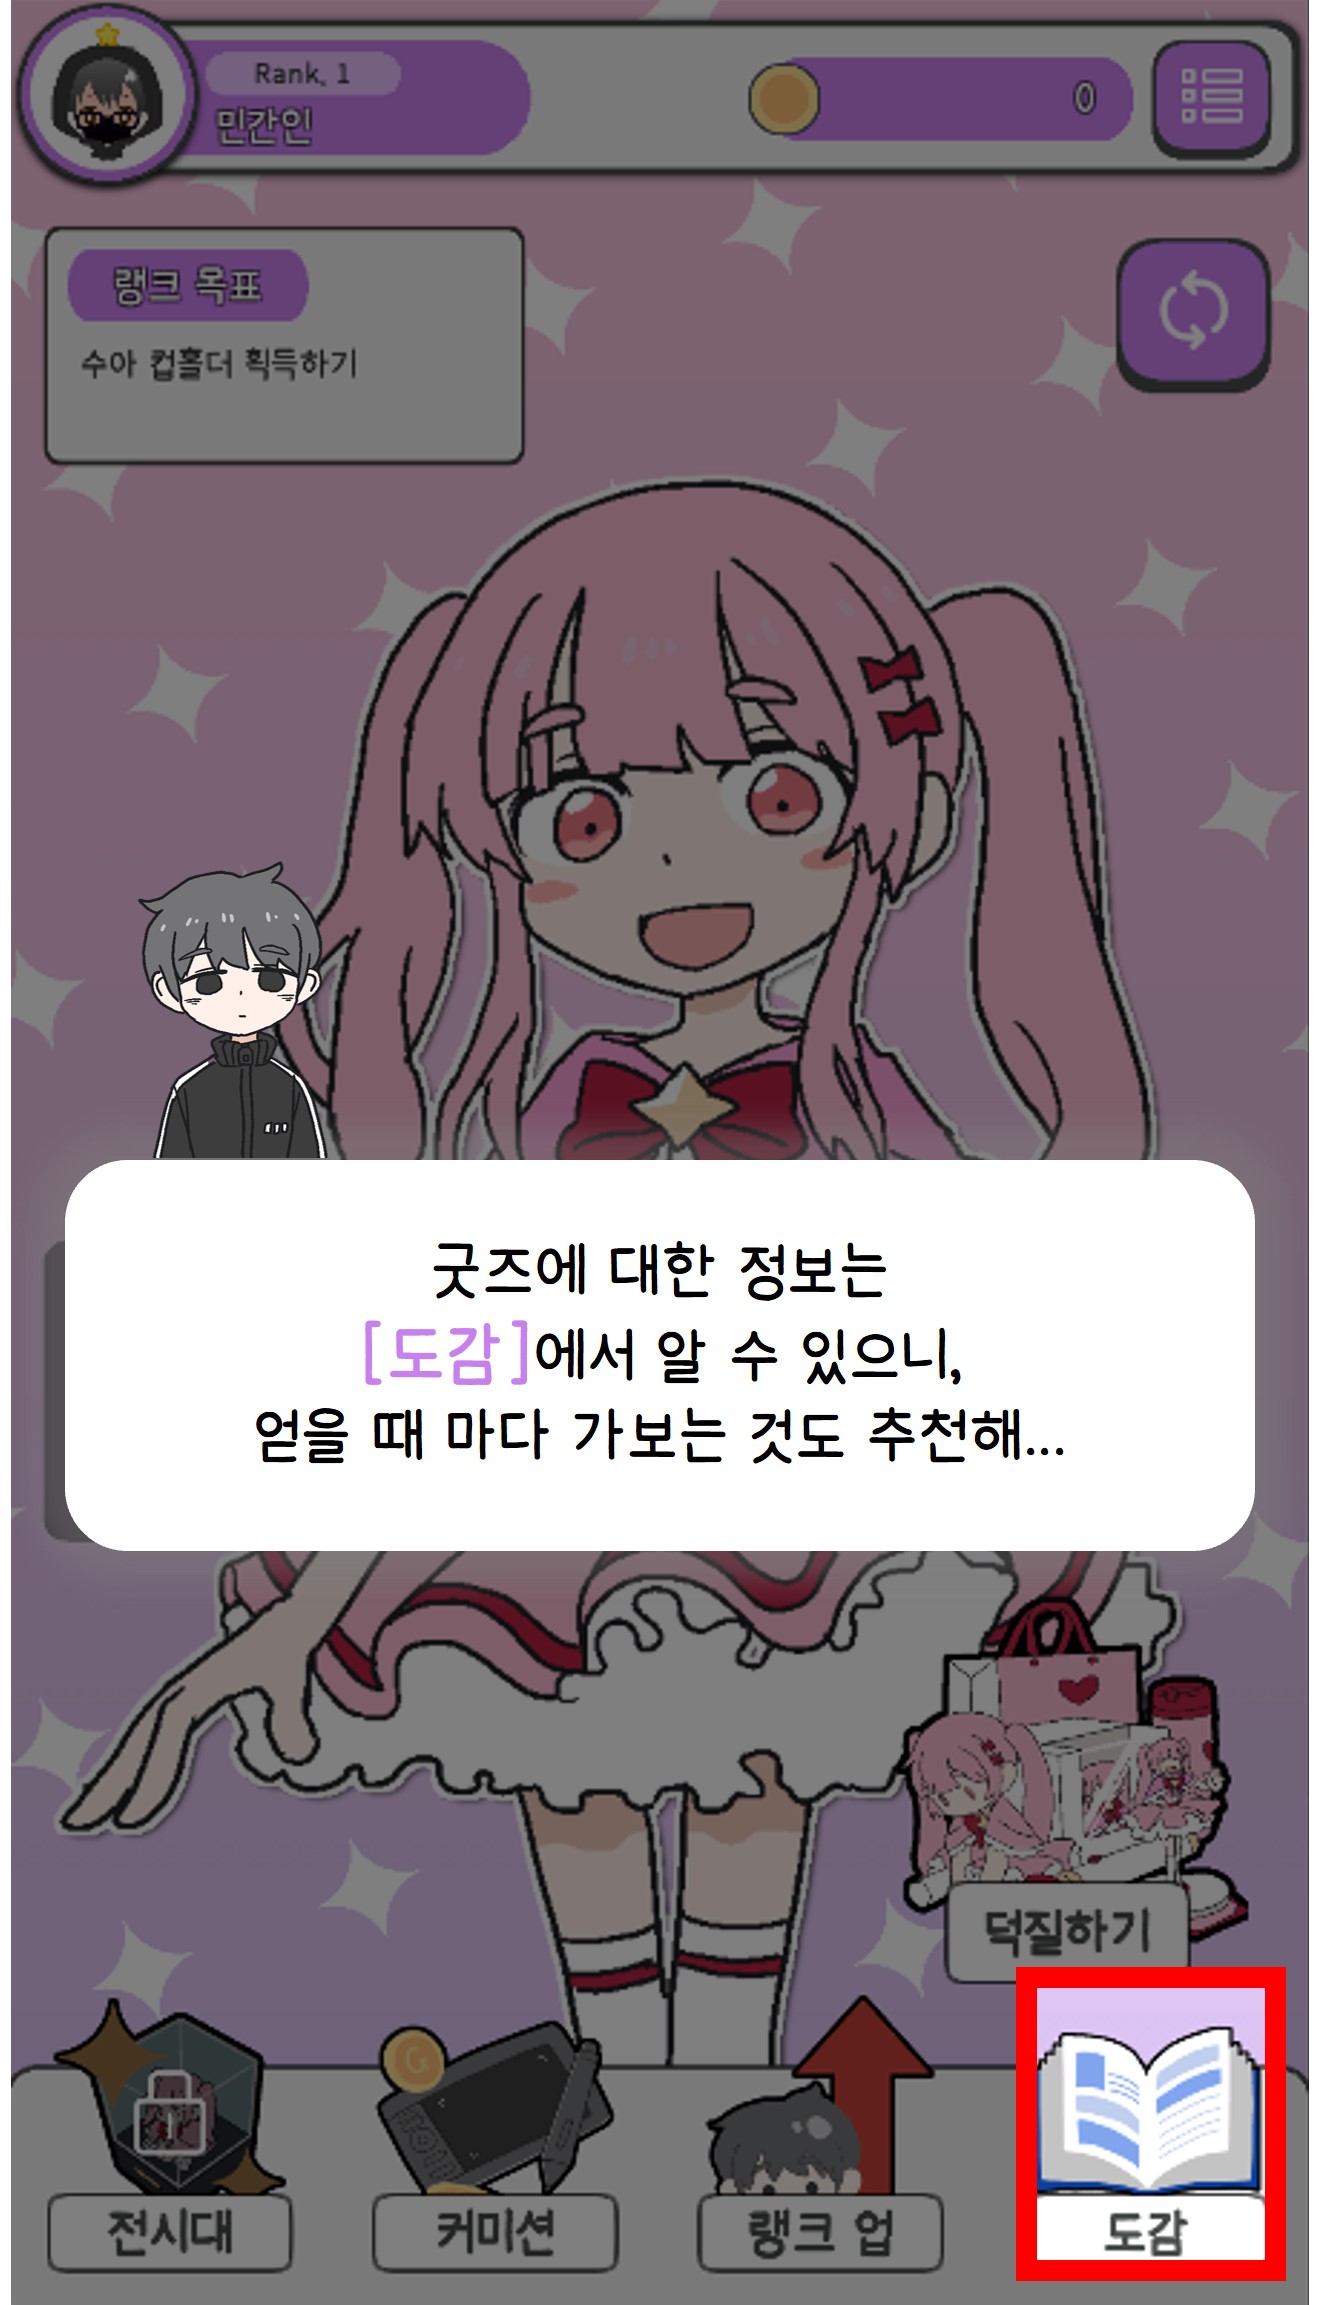 Rank. 1
민간인
0
랭크 목표
수아 컵홀더 획득하기
굿즈에 대한 정보는
[도감]에서 알 수 있으니,
얻을 때 마다 가보는 것도 추천해...
덕질하기
G
전시대
커미션
랭크 업
도감